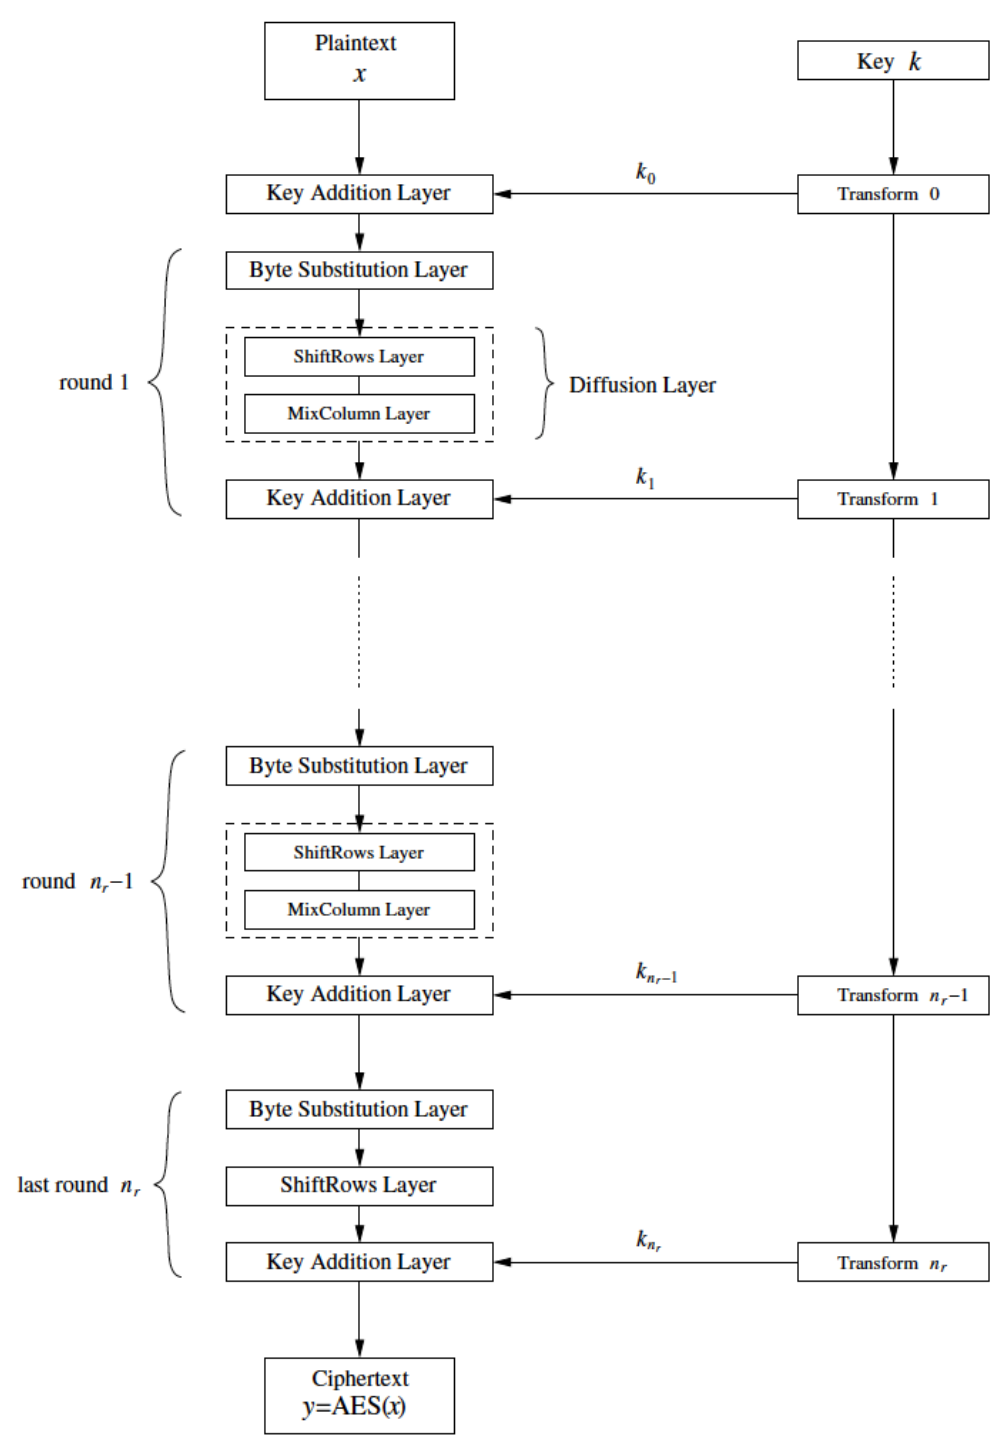 Plaintext
x
Key k
k0
Key Addition Layer
Transform 0
Byte Substitution Layer
ShiftRows Layer
round 1
Diffusion Layer
MixColumn Layer
k1
Key Addition Layer
Transform 1
Byte Substitution Layer
ShiftRows Layer
round nr−1
MixColumn Layer
knr−1
Key Addition Layer
Transform nr−1
Byte Substitution Layer
last round nr
ShiftRows Layer
knr
Key Addition Layer
Transform nr
Ciphertext
y=AES(x)